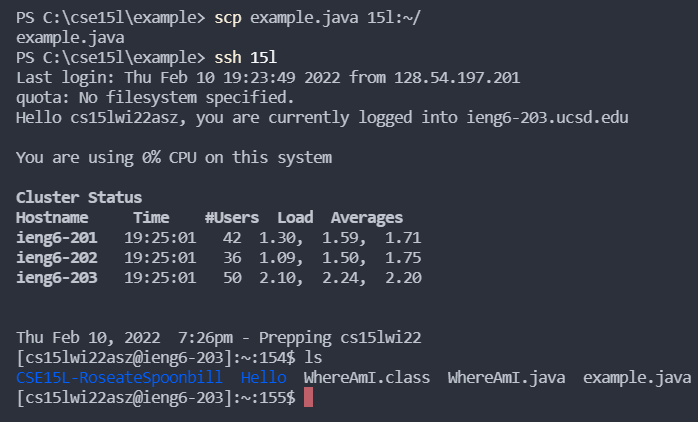 PS C:\cse15l\example> scp example.java 15l:~/
example.java
PS C:\cse15l\example> ssh 15l
Last login: Thu Feb 10 19:23:49 2022 from 128.54.197.201
quota: No filesystem specified.
Hello cs15lwi22asz, you are currently logged into ieng6-203.ucsd.edu
You are using 0% CPU on this system
Cluster Status
Hostname     Time    #Users  Load  Averages
ieng6-201   19:25:01   42  1.30,  1.59,  1.71
ieng6-202   19:25:01   36  1.09,  1.50,  1.75
ieng6-203   19:25:01   50  2.10,  2.24,  2.20
Thu Feb 10, 2022  7:26pm - Prepping cs15lwi22
[cs15lwi22asz@ieng6-203]:~:154$ ls
CSE15L-RoseateSpoonbill  Hello  WhereAmI.class  WhereAmI.java  example.java
[cs15lwi22asz@ieng6-203]:~:155$